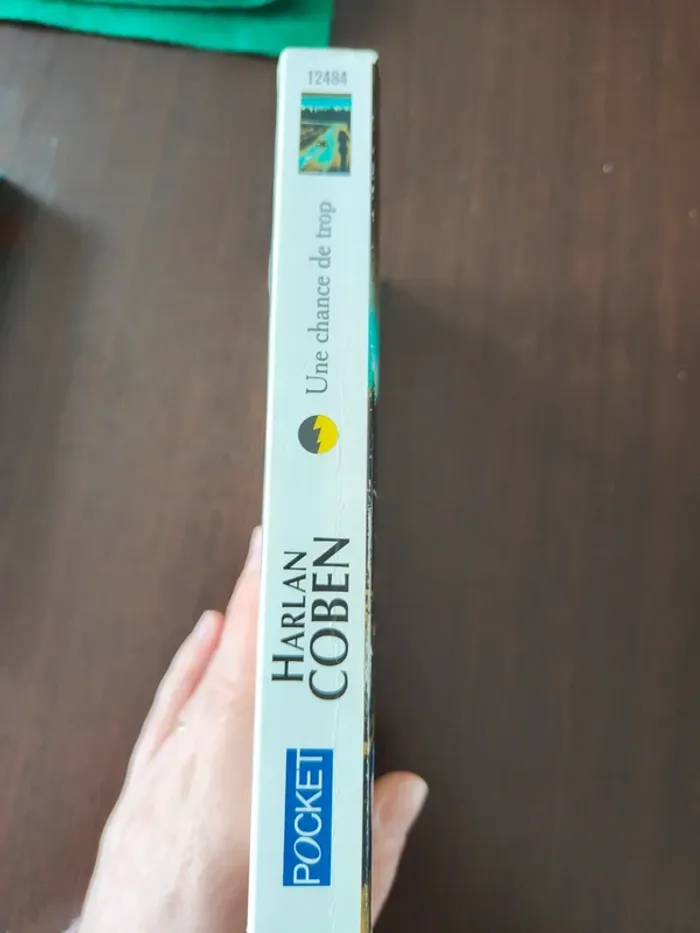 12484
Une chance de trop
HARLAN
COBEN
POCKET